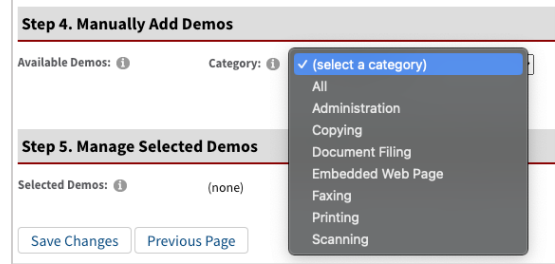 Step 4. Manually Add Demos
Available Demos: Category: ✓ (select a category)
All
Administration
Copying
Document Filing
Embedded Web Page
Faxing
Printing
Scanning
Step 5. Manage Selected Demos
Selected Demos: (none)
Save Changes Previous Page